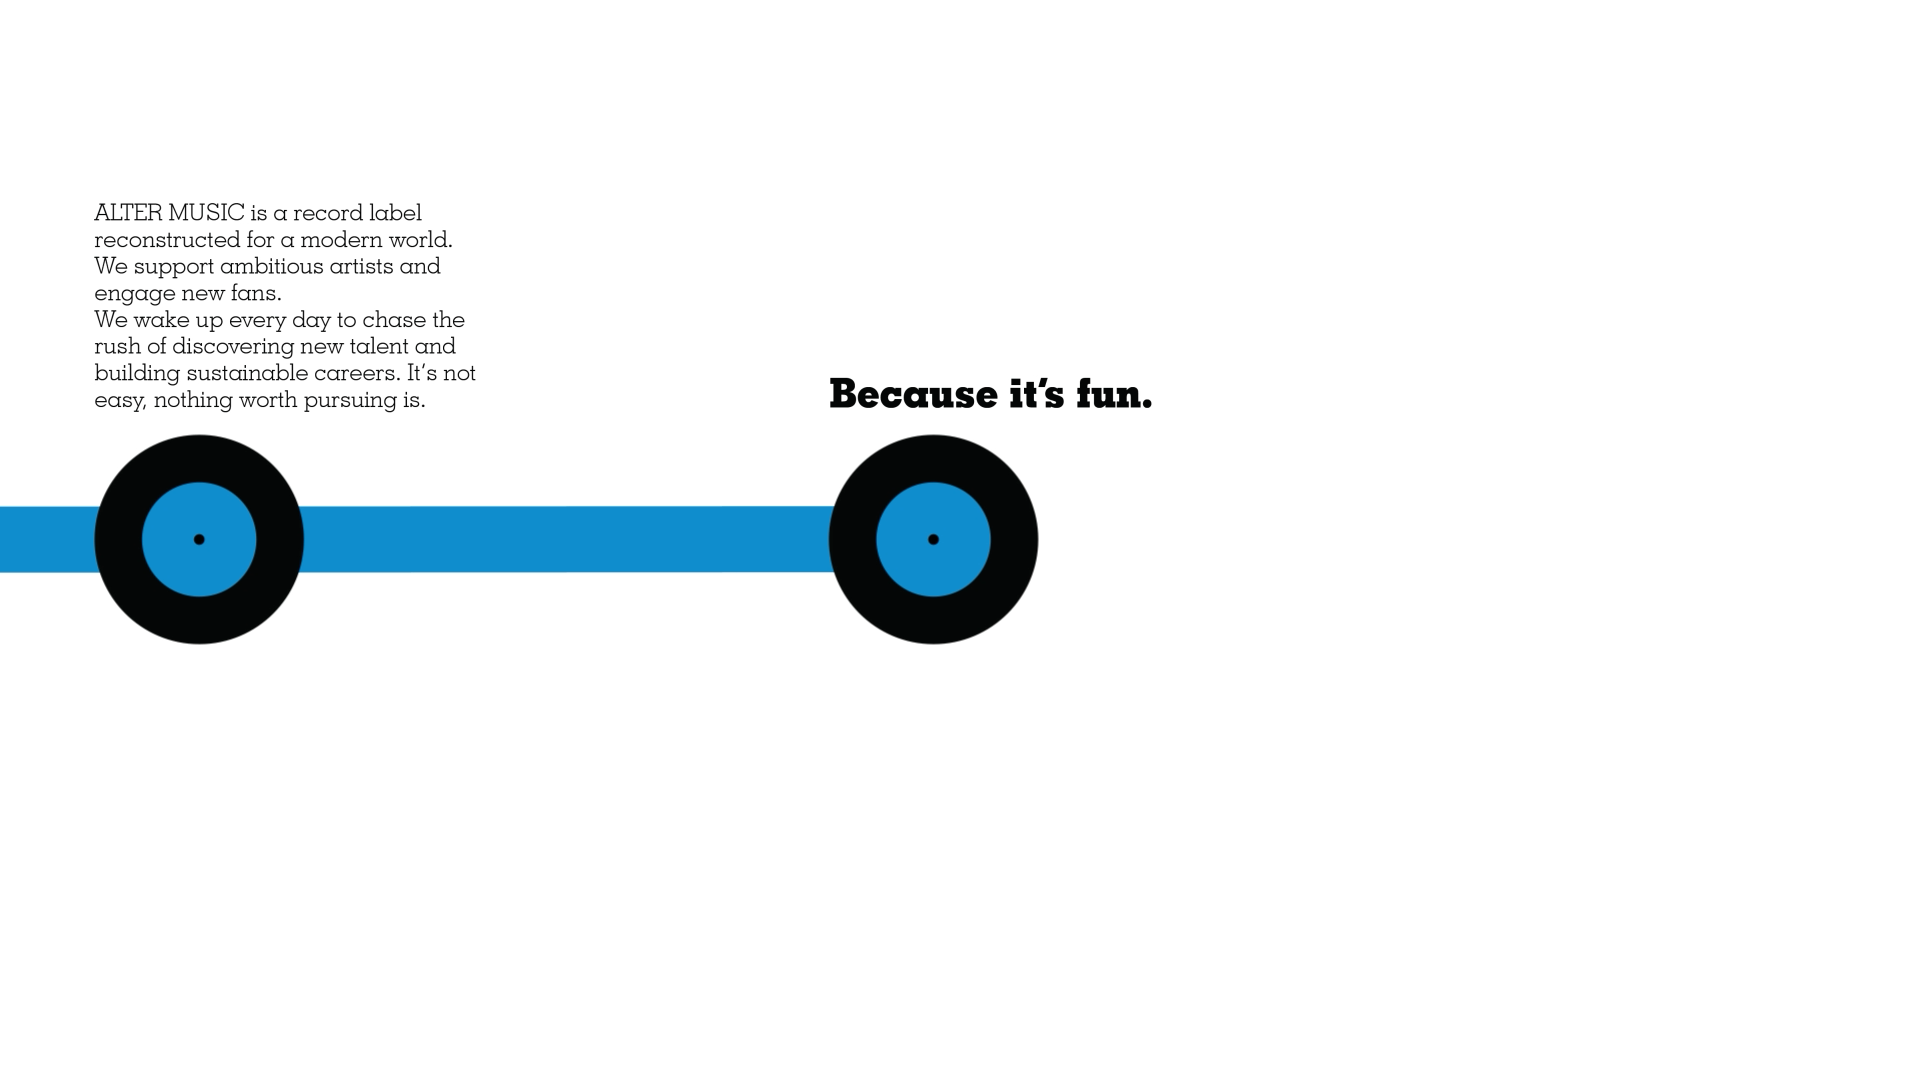 ALTER MUSIC is a record label
reconstructed for a modern world.
We support ambitious artists and
engage new fans.
We wake up every day to chase the
rush of discovering new talent and
building sustainable careers. It’s not
easy, nothing worth pursuing is.
Because it’s fun.